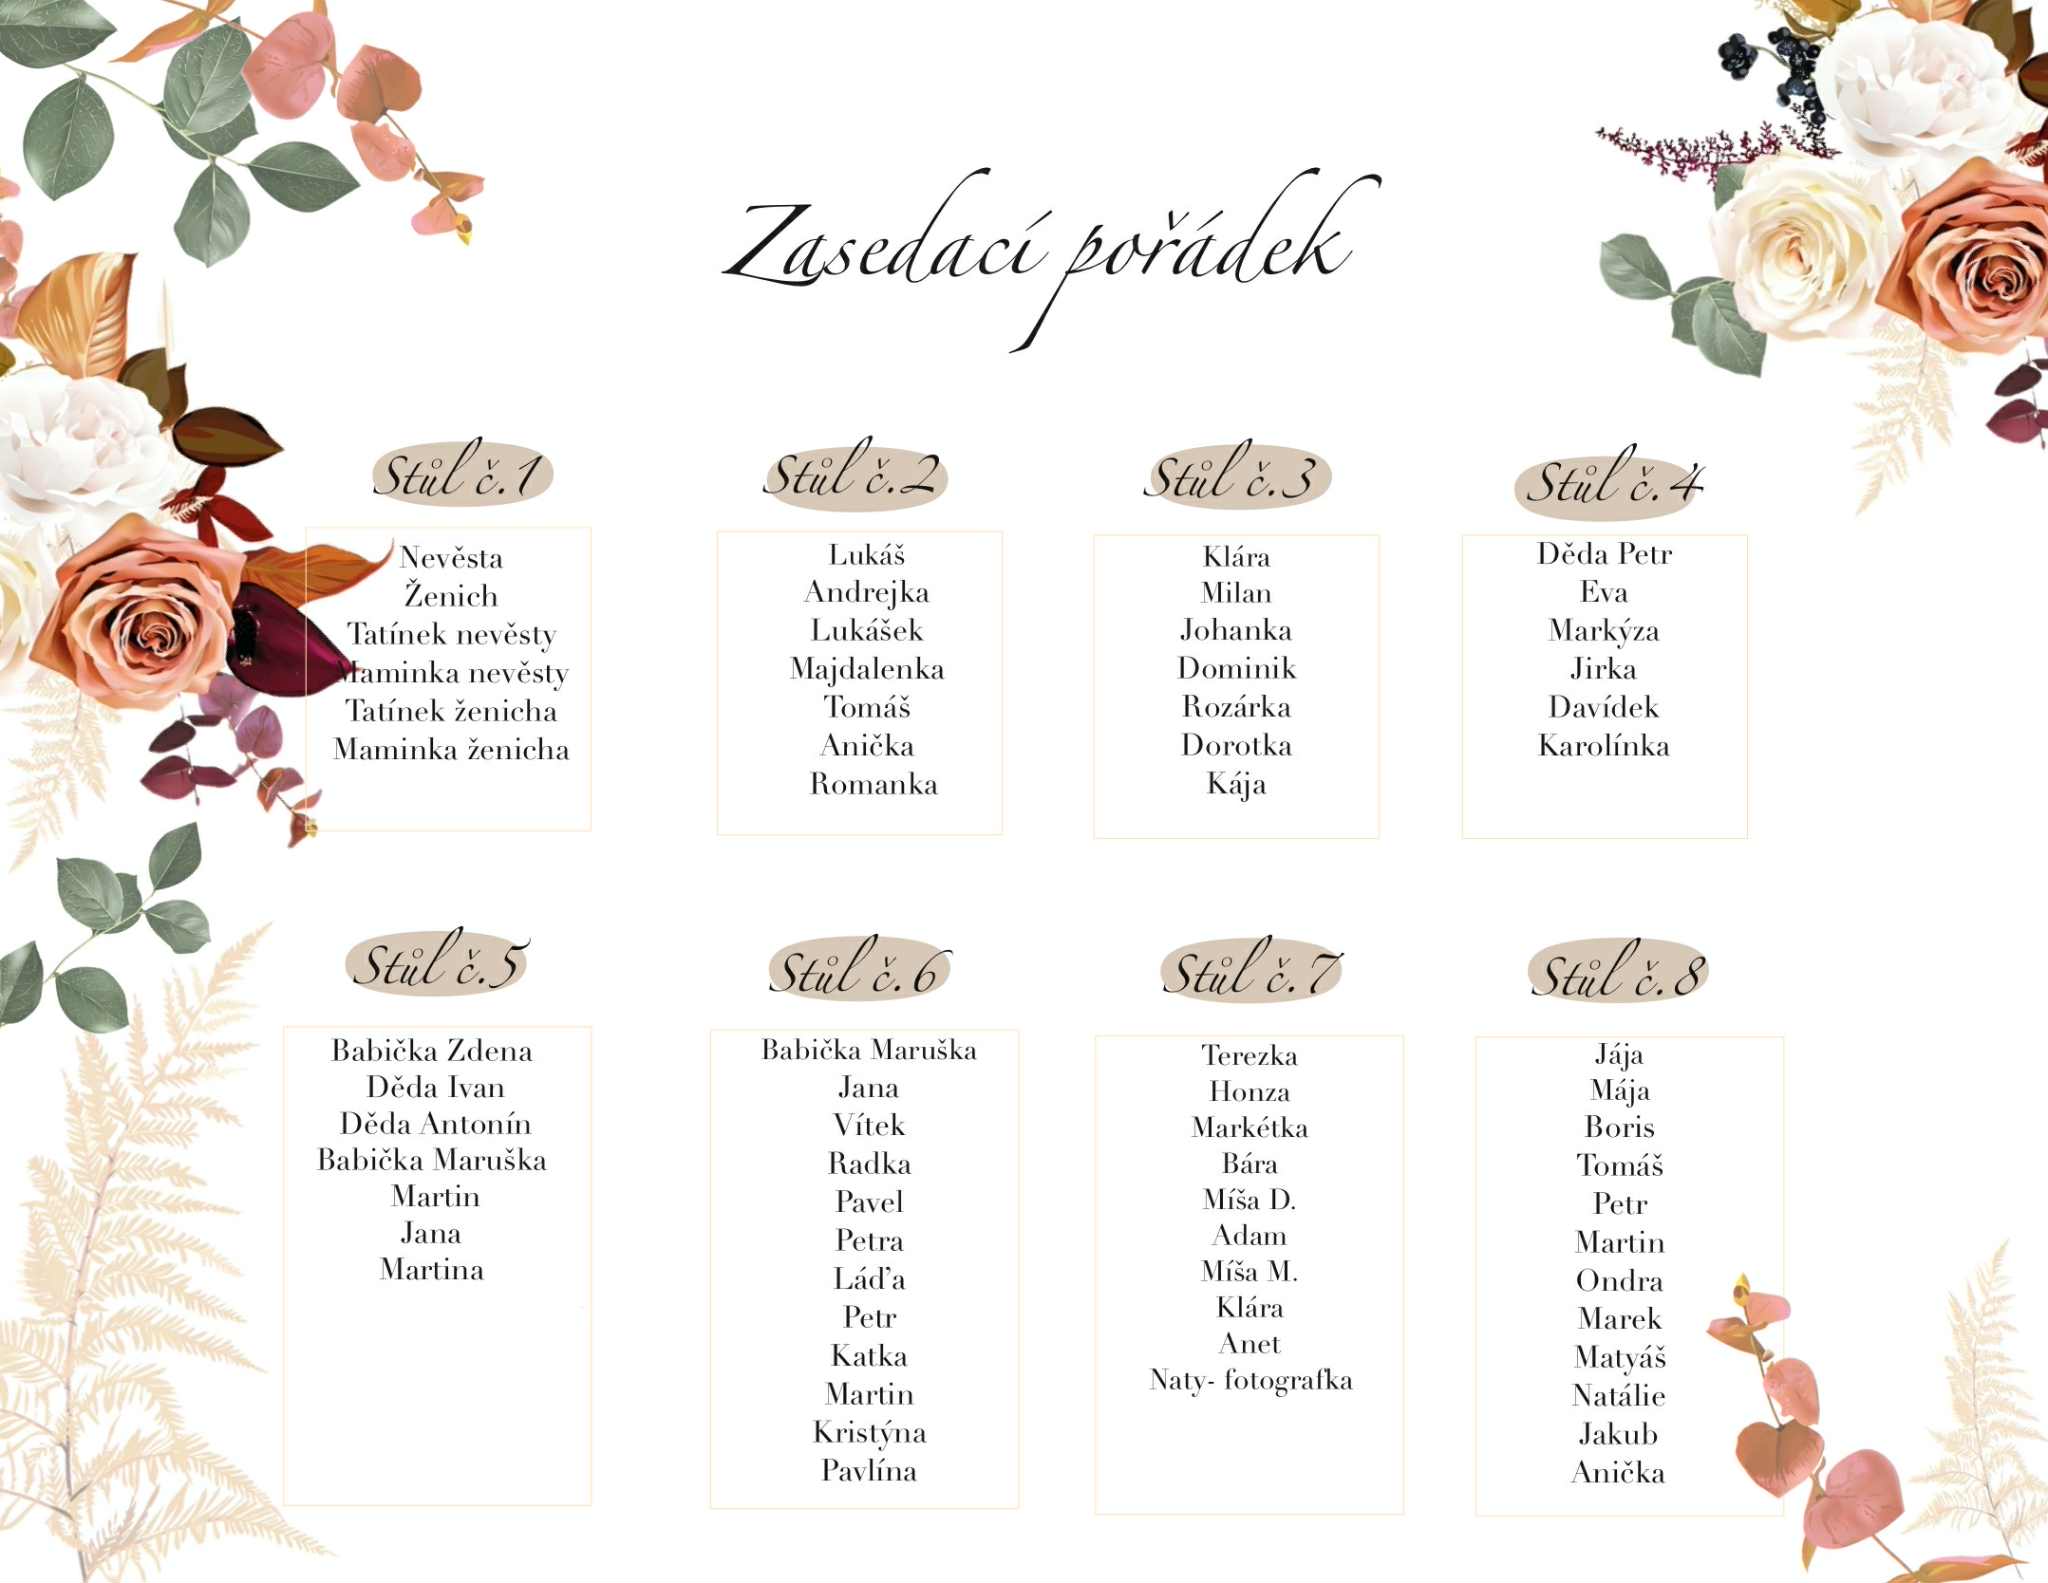 Zasedací pořádek
Stůl č.1
Nevěsta
Ženich
Tatínek nevěsty
Maminka nevěsty
Tatínek ženicha
Maminka ženicha
Stůl č.2
Lukáš
Andrejka
Lukášek
Majdalenka
Tomáš
Anička
Romanka
Stůl č.3
Klára
Milan
Johanka
Dominik
Rozárka
Dorotka
Kája
Stůl č.4
Děda Petr
Eva
Markýza
Jirka
Davídek
Karolínka
Stůl č.5
Babička Zdena
Děda Ivan
Děda Antonín
Babička Maruška
Martin
Jana
Martina
Stůl č.6
Babička Maruška
Jana
Vítek
Radka
Pavel
Petra
Láďa
Petr
Katka
Martin
Kristýna
Pavlína
Stůl č.7
Terezka
Honza
Markétka
Bára
Míša D.
Adam
Míša M.
Klára
Anet
Naty- fotografka
Stůl č.8
Jája
Mája
Boris
Tomáš
Petr
Martin
Ondra
Marek
Matyáš
Natálie
Jakub
Anička